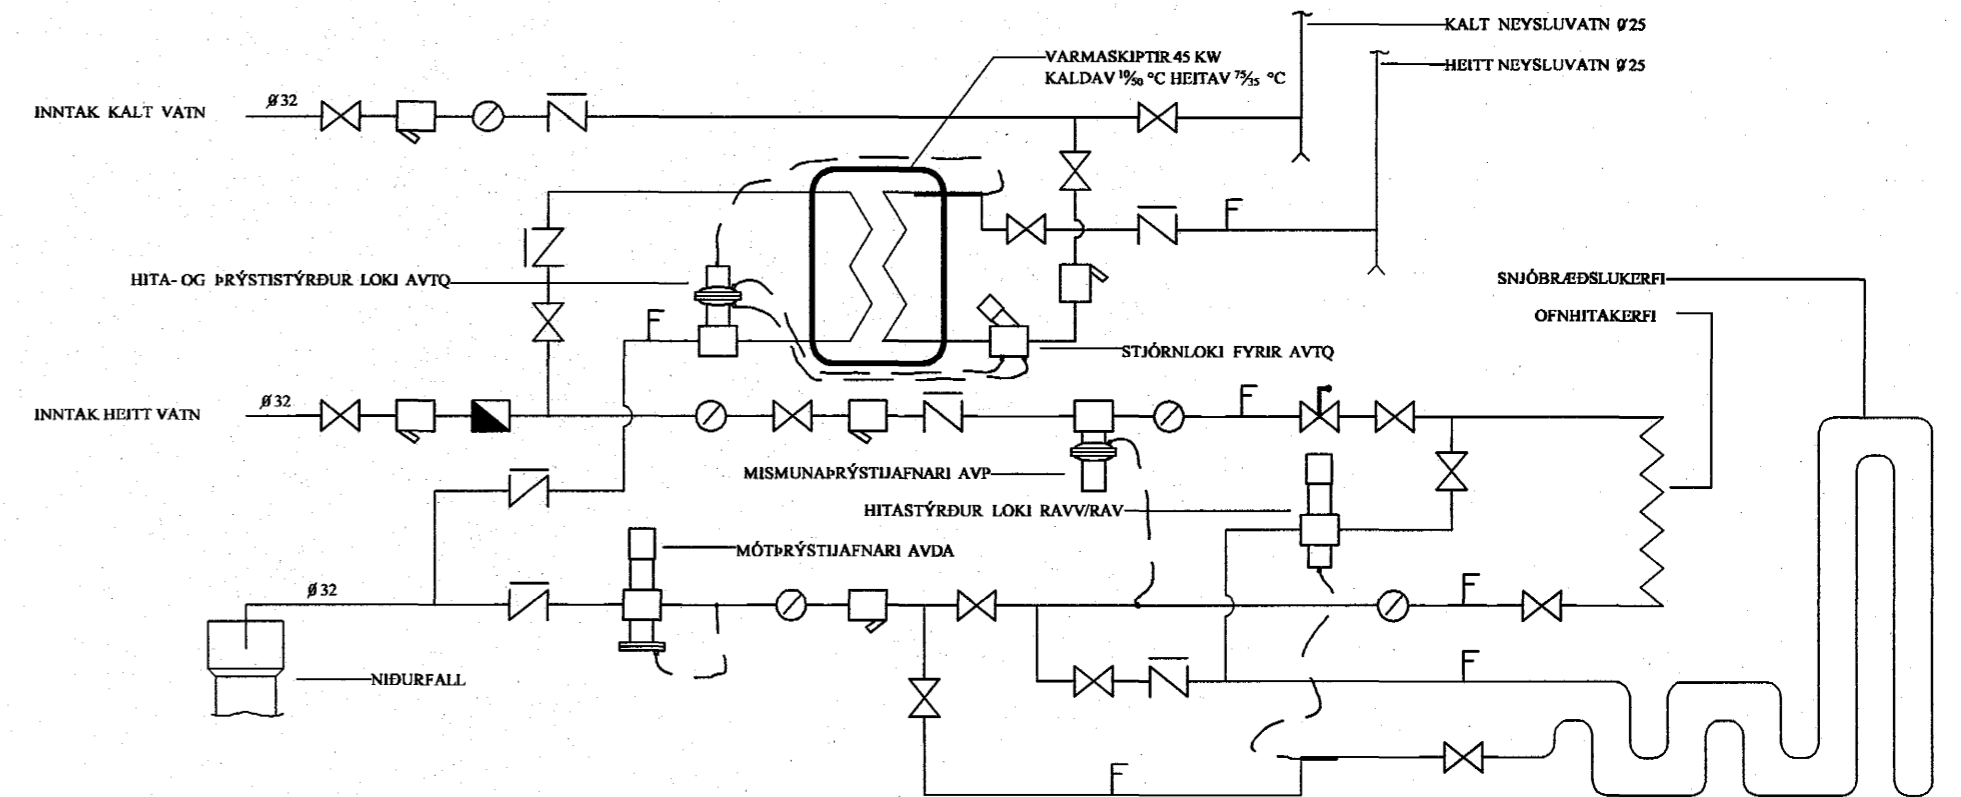 KALT NEYSLUVATN Ø25
VARMASKIPTIR 45 KW
KALDAV 10/50 °C HEITAV 75/35 °C
HEITT NEYSLUVATN Ø25
INNTAK KALT VATN
Ø32
HITA- OG ÞRÝSTISTÝRÐUR LOKI AVTQ
F
F
SNJÓBRÆÐSLUKERFI
OFNHITAKERFI
STJÓRNLOKI FYRIR AVTQ
INNTAK HEITT VATN
Ø32
F
MISMUNAÞRÝSTIJAFNARI AVP
HITASTÝRÐUR LOKI RAVV/RAV
MÓTÞRÝSTIJAFNARI AVDA
Ø32
F
NIÐURFALL
F
F